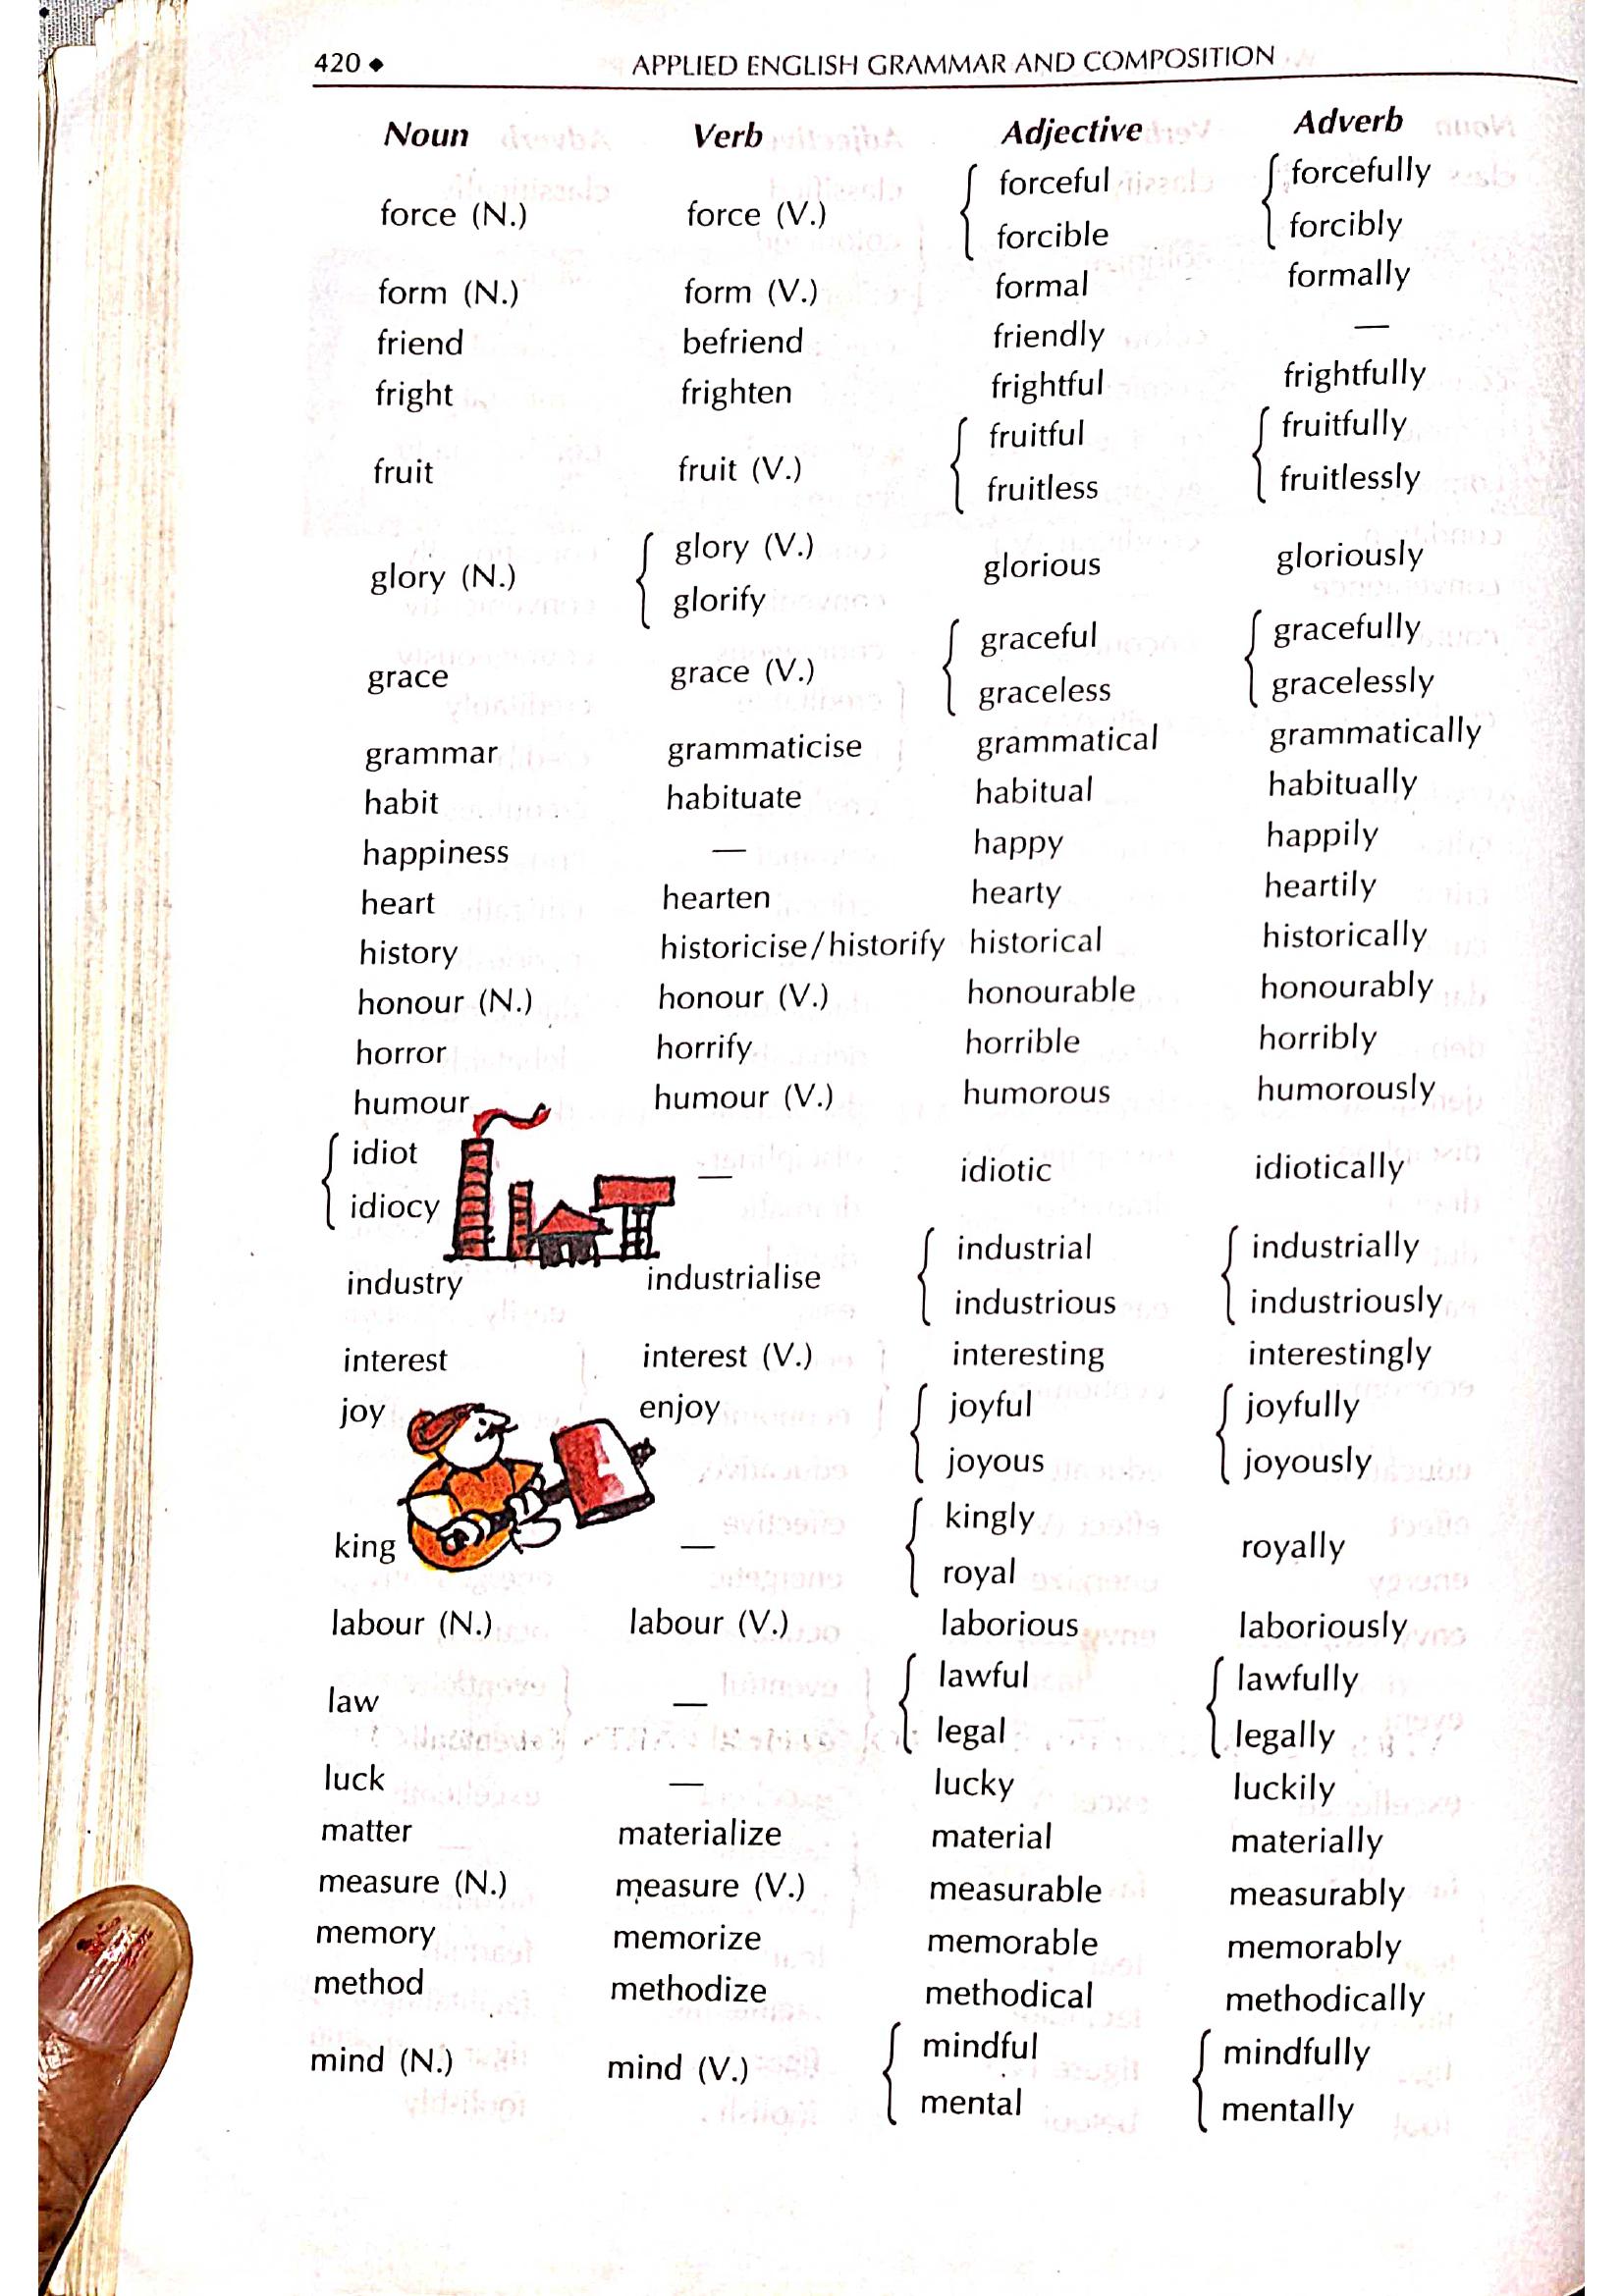 420 ◆ APPLIED ENGLISH GRAMMAR AND COMPOSITION
Noun Verb Adjective Adverb
force (N.) force (V.) { forceful { forcefully
forcible forcibly
form (N.) form (V.) formal formally
friend befriend friendly —
fright frighten frightful frightfully
fruit fruit (V.) { fruitful { fruitfully
fruitless fruitlessly
glory (N.) { glory (V.) glorious gloriously
glorify
grace grace (V.) { graceful { gracefully
graceless gracelessly
grammar grammaticise grammatical grammatically
habit habituate habitual habitually
happiness — happy happily
heart hearten hearty heartily
history historicise/historify historical historically
honour (N.) honour (V.) honourable honourably
horror horrify horrible horribly
humour humour (V.) humorous humorously
{ idiot — idiotic idiotically
idiocy
industry industrialise { industrial { industrially
industrious industriously
interest interest (V.) interesting interestingly
joy enjoy { joyful { joyfully
joyous joyously
king — { kingly royally
royal
labour (N.) labour (V.) laborious laboriously
law — { lawful { lawfully
legal legally
luck — lucky luckily
matter materialize material materially
measure (N.) measure (V.) measurable measurably
memory memorize memorable memorably
method methodize methodical methodically
mind (N.) mind (V.) { mindful { mindfully
mental mentally